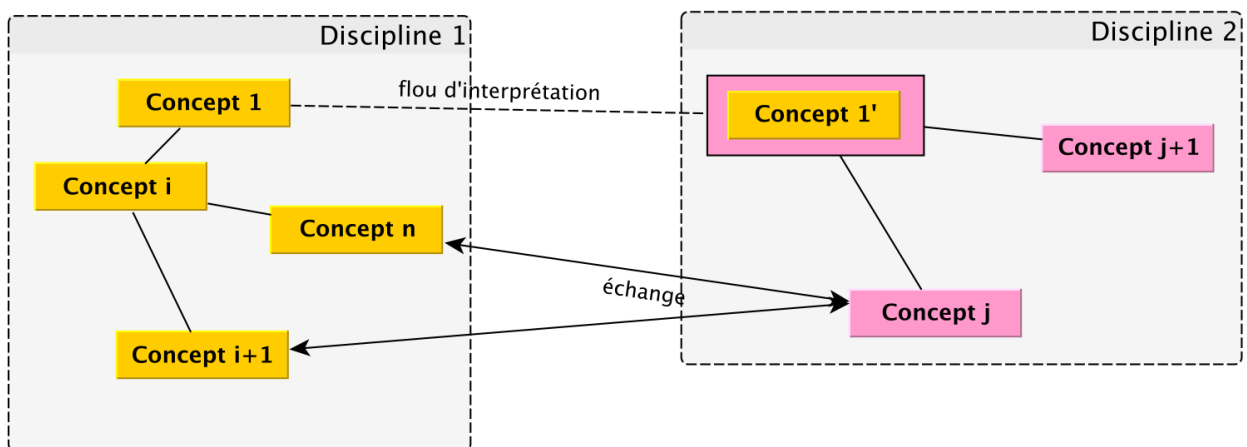 Discipline 1
Concept 1
Concept i
Concept n
Concept i+1
flou d'interprétation
échange
Discipline 2
Concept 1'
Concept j+1
Concept j